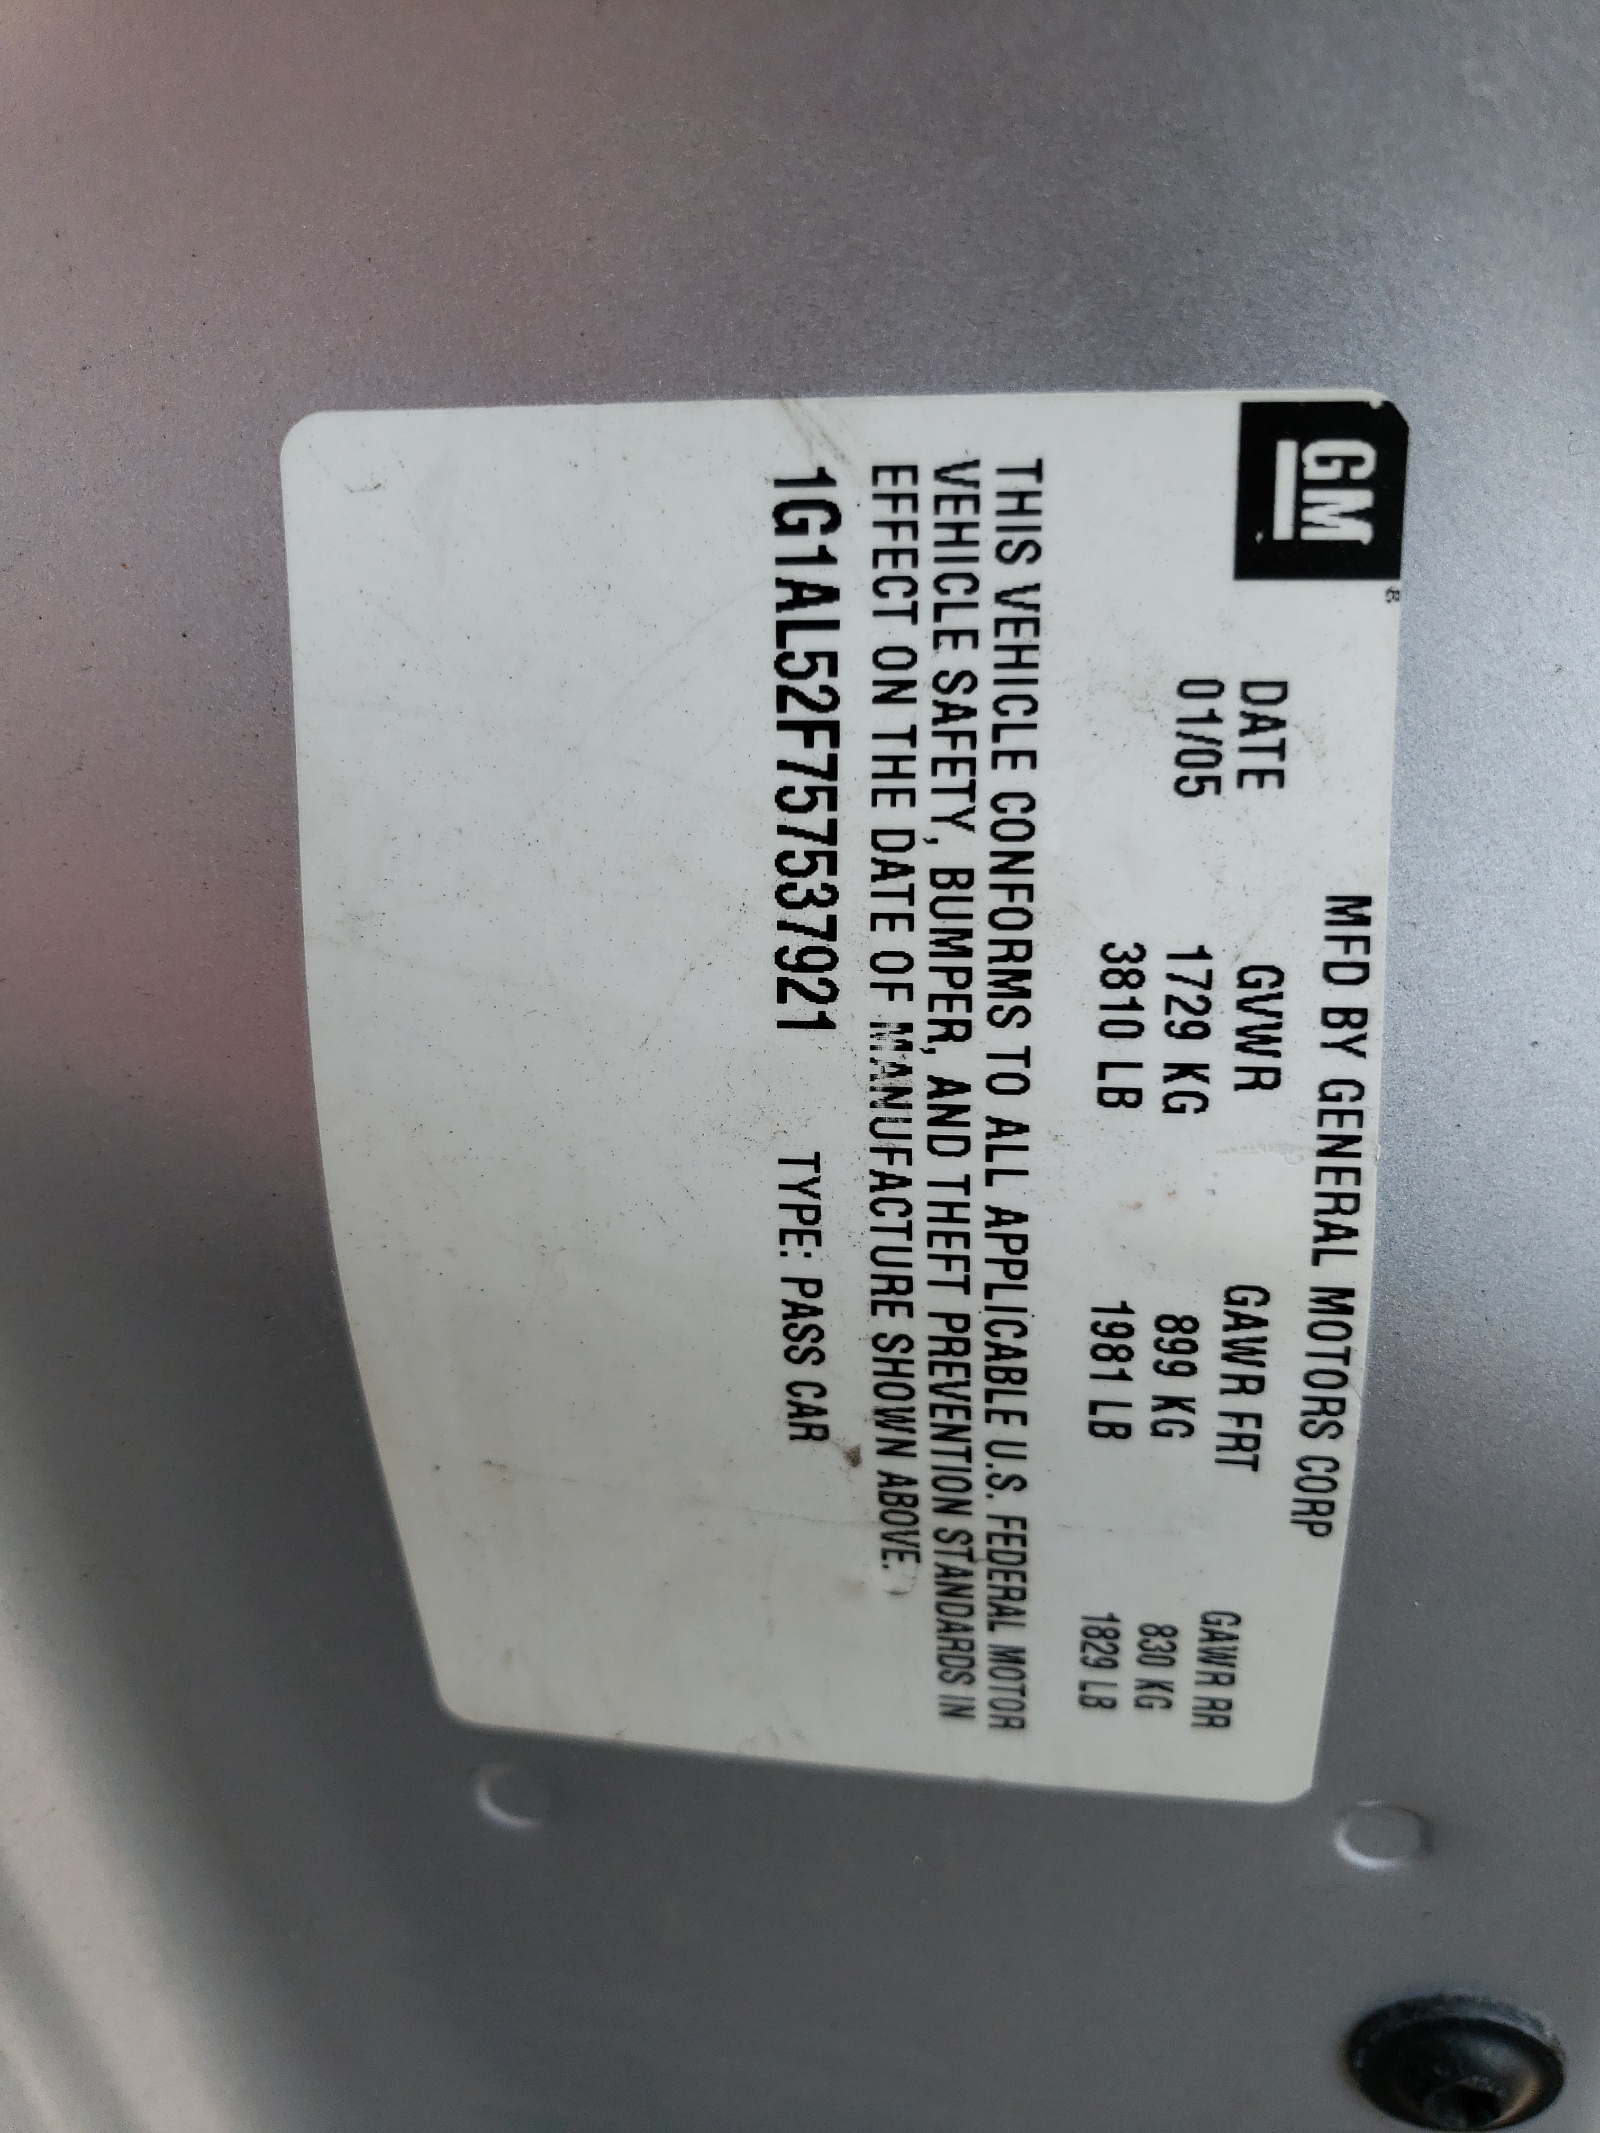 GM ®
MFD BY GENERAL MOTORS CORP
DATE GVWR GAWR FRT GAWR RR
01/05 1729 KG 899 KG 830 KG
3810 LB 1981 LB 1829 LB
THIS VEHICLE CONFORMS TO ALL APPLICABLE U.S. FEDERAL MOTOR
VEHICLE SAFETY, BUMPER, AND THEFT PREVENTION STANDARDS IN
EFFECT ON THE DATE OF MANUFACTURE SHOWN ABOVE.
1G1AL52F757537921 TYPE: PASS CAR